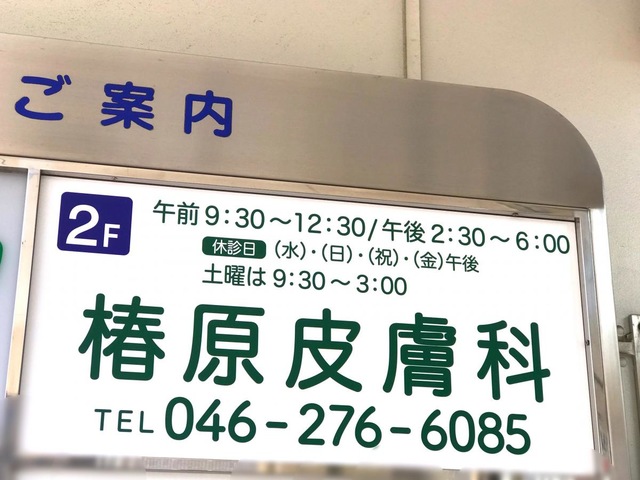 ご案内
2F
午前9:30～12:30/午後2:30～6:00
休診日 (水)・(日)・(祝)・(金)午後
土曜は9:30～3:00
椿原皮膚科
TEL 046-276-6085